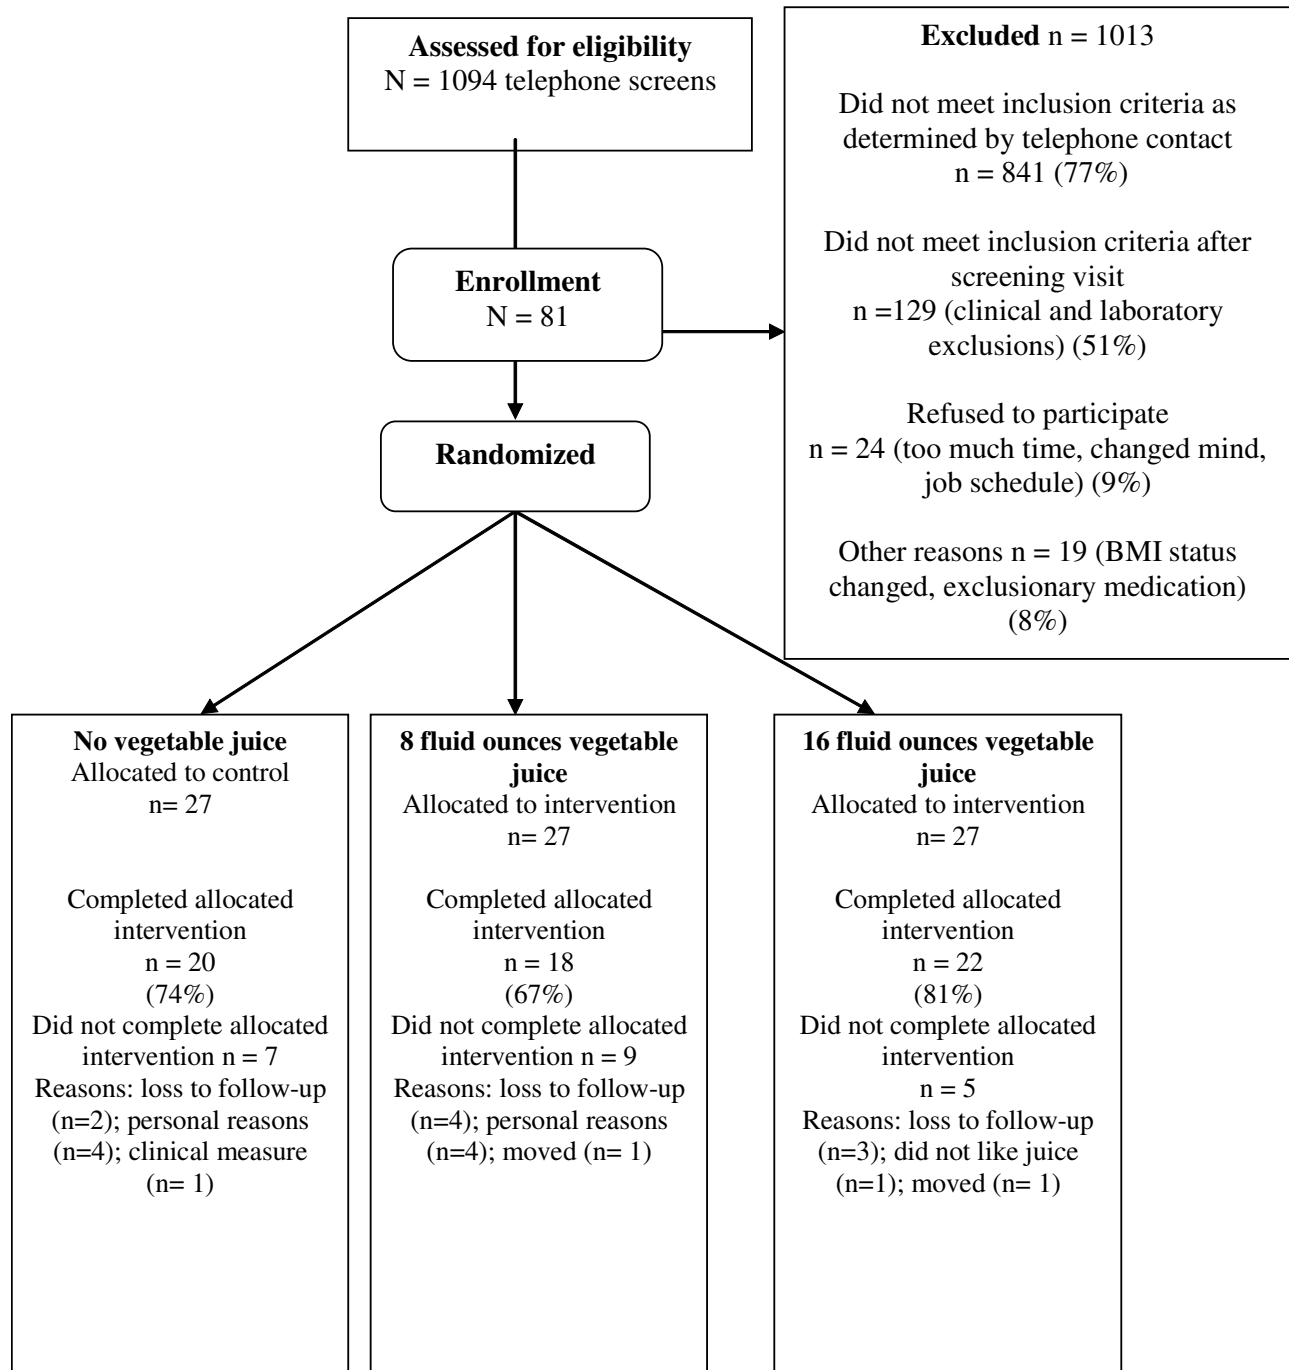 Assessed for eligibility
N = 1094 telephone screens
Excluded n = 1013
Did not meet inclusion criteria as
determined by telephone contact
n = 841 (77%)
Did not meet inclusion criteria after
screening visit
n =129 (clinical and laboratory
exclusions) (51%)
Refused to participate
n = 24 (too much time, changed mind,
job schedule) (9%)
Other reasons n = 19 (BMI status
changed, exclusionary medication)
(8%)
Enrollment
N = 81
Randomized
No vegetable juice
Allocated to control
n= 27
Completed allocated
intervention
n = 20
(74%)
Did not complete allocated
intervention n = 7
Reasons: loss to follow-up
(n=2); personal reasons
(n=4); clinical measure
(n= 1)
8 fluid ounces vegetable
juice
Allocated to intervention
n= 27
Completed allocated
intervention
n = 18
(67%)
Did not complete allocated
intervention n = 9
Reasons: loss to follow-up
(n=4); personal reasons
(n=4); moved (n= 1)
16 fluid ounces vegetable
juice
Allocated to intervention
n= 27
Completed allocated
intervention
n = 22
(81%)
Did not complete allocated
intervention
n = 5
Reasons: loss to follow-up
(n=3); did not like juice
(n=1); moved (n= 1)